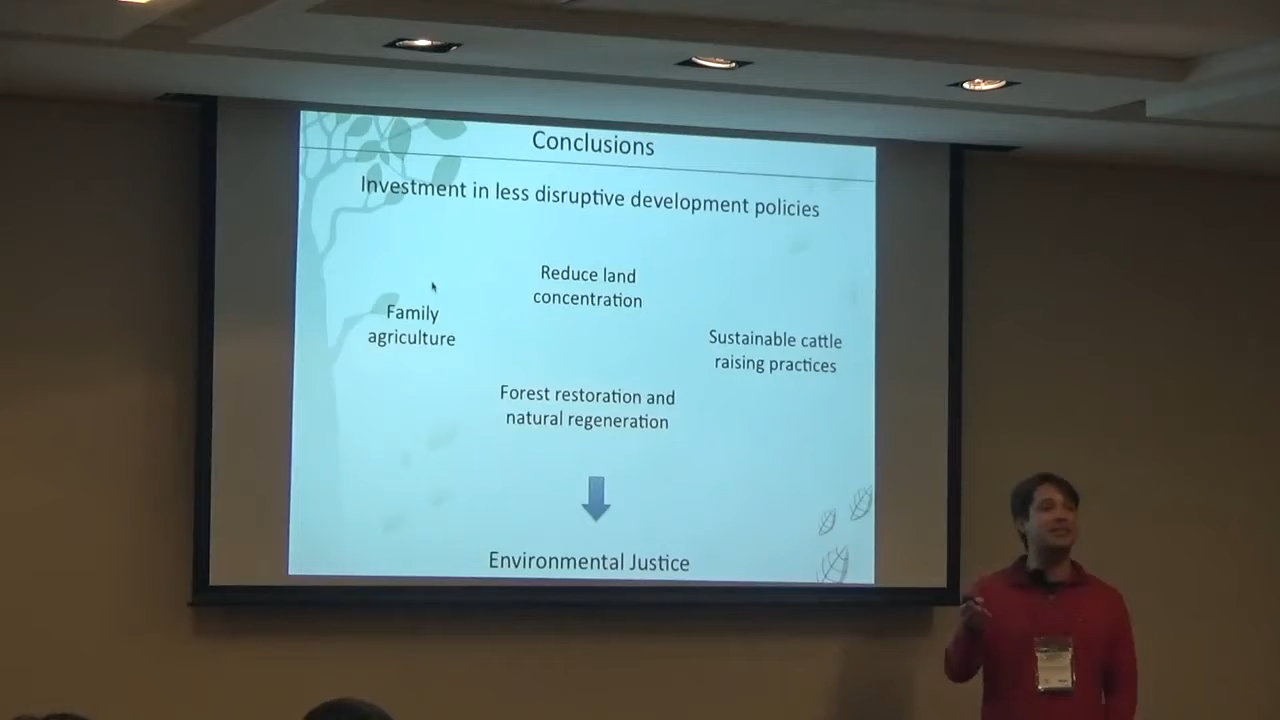 Conclusions
Investment in less disruptive development policies
Reduce land
concentration
Family
agriculture
Sustainable cattle
raising practices
Forest restoration and
natural regeneration
Environmental Justice